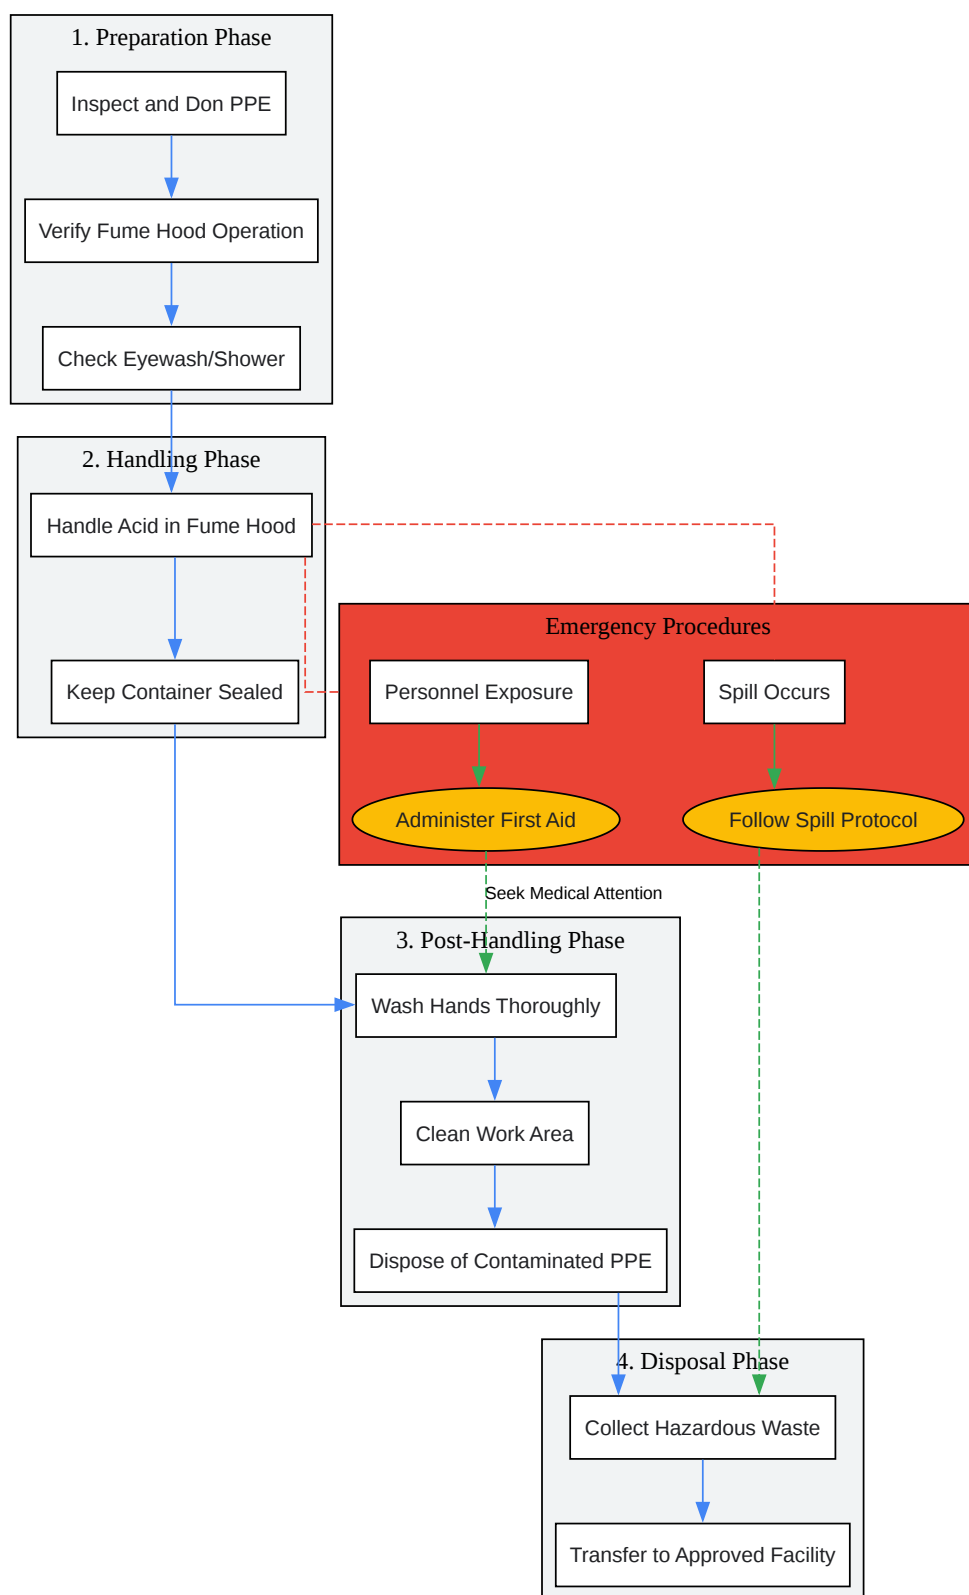 1. Preparation Phase
Inspect and Don PPE
Verify Fume Hood Operation
Check Eyewash/Shower
2. Handling Phase
Handle Acid in Fume Hood
Keep Container Sealed
Emergency Procedures
Personnel Exposure
Spill Occurs
Administer First Aid
Follow Spill Protocol
Seek Medical Attention
3. Post-Handling Phase
Wash Hands Thoroughly
Clean Work Area
Dispose of Contaminated PPE
4. Disposal Phase
Collect Hazardous Waste
Transfer to Approved Facility